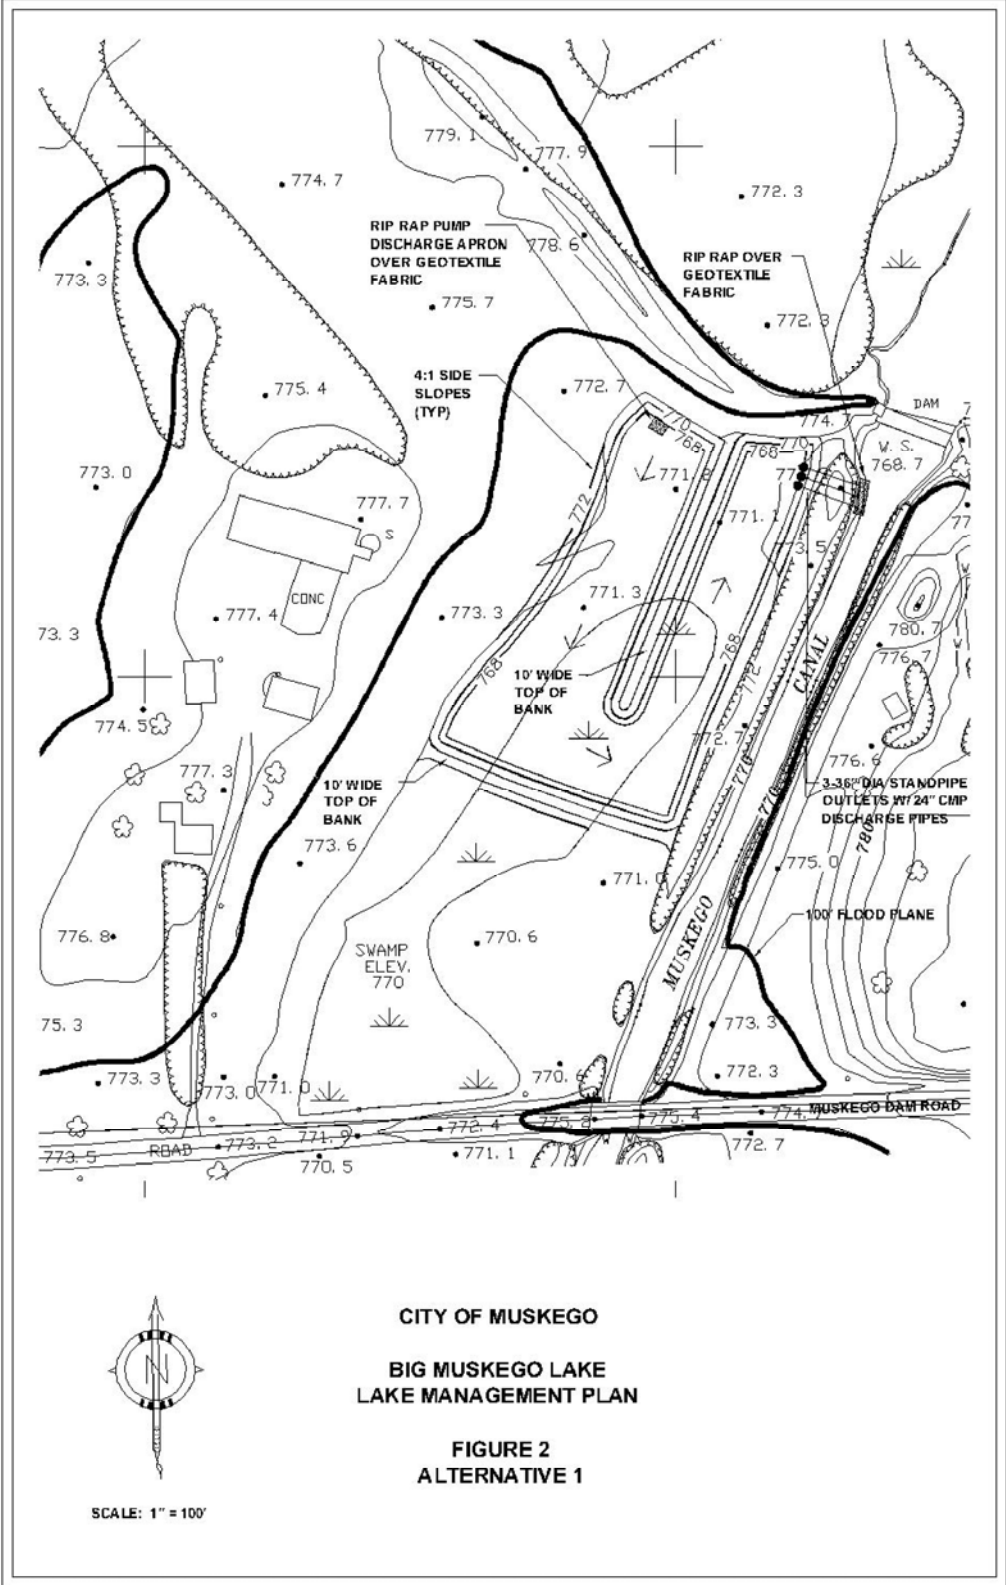 779. 1
777. 9
774. 7
772. 3
RIP RAP PUMP
DISCHARGE APRON
OVER GEOTEXTILE
FABRIC
778. 6
RIP RAP OVER
GEOTEXTILE
FABRIC
773. 3
775. 7
772. 3
4:1 SIDE
SLOPES
(TYP)
775. 4
772. 7
774. 7
DAM
770
768
770
768
W. S.
768. 7
773. 0
771. 2
777. 7
S
772
771. 1
CONC
771. 3
773. 3
777. 4
780. 7
73. 3
776. 7
768
768
772
CANAL
10' WIDE
TOP OF
BANK
774. 5
772. 7
776. 6
777. 3
770
10' WIDE
TOP OF
BANK
770
3-36" DIA STANDPIPE
OUTLETS W/ 24" CMP
DISCHARGE PIPES
780
773. 6
771. 0
775. 0
776. 8
SWAMP
ELEV.
770
770. 6
MUSKEGO
100' FLOOD PLANE
75. 3
773. 3
773. 3
773. 0
771. 0
770. 6
772. 3
775. 4
774.
MUSKEGO DAM ROAD
773. 5
ROAD
773. 2
771. 9
772. 4
770. 5
771. 1
772. 7
N
CITY OF MUSKEGO
BIG MUSKEGO LAKE
LAKE MANAGEMENT PLAN
FIGURE 2
ALTERNATIVE 1
SCALE: 1" = 100'